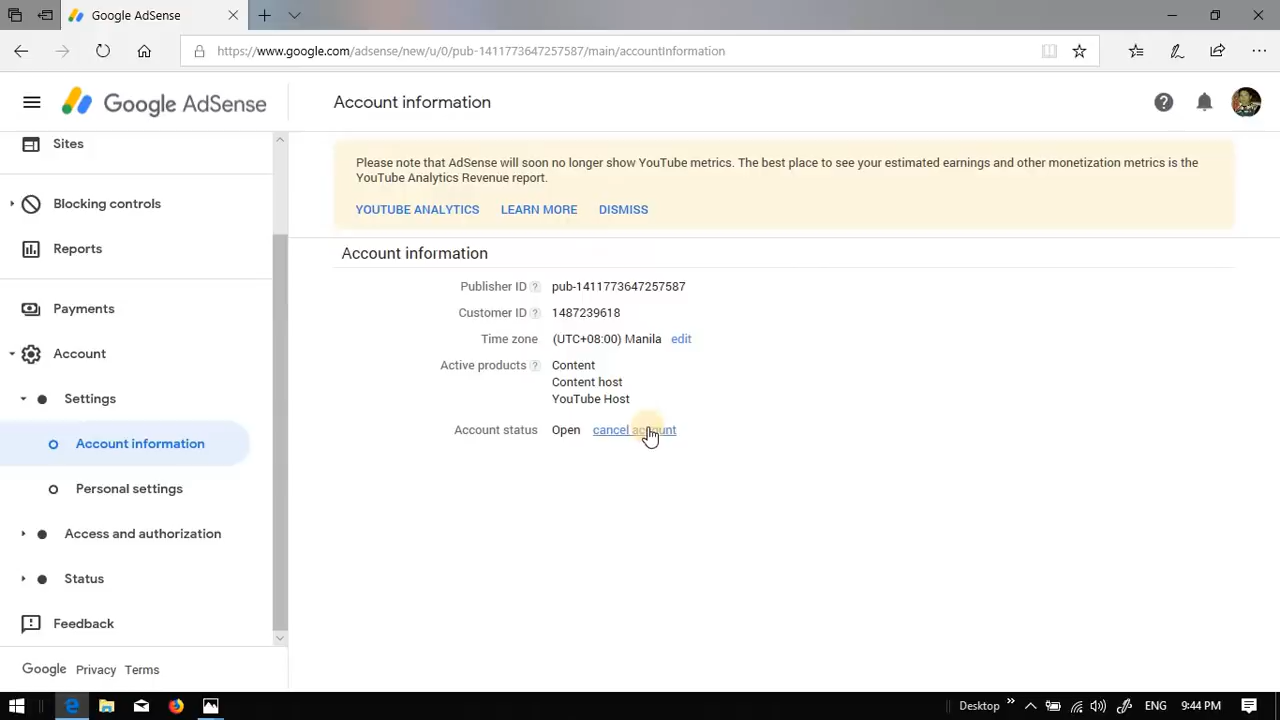 Google AdSense
https://www.google.com/adsense/new/u/0/pub-1411773647257587/main/accountInformation
Google AdSense
Account information
Sites
Blocking controls
Reports
Payments
Account
Settings
Account information
Personal settings
Access and authorization
Status
Feedback
Google Privacy Terms
Please note that AdSense will soon no longer show YouTube metrics. The best place to see your estimated earnings and other monetization metrics is the
YouTube Analytics Revenue report.
YOUTUBE ANALYTICS LEARN MORE DISMISS
Account information
Publisher ID ? pub-1411773647257587
Customer ID ? 1487239618
Time zone (UTC+08:00) Manila edit
Active products ? Content
Content host
YouTube Host
Account status Open cancel account
Desktop ENG 9:44 PM